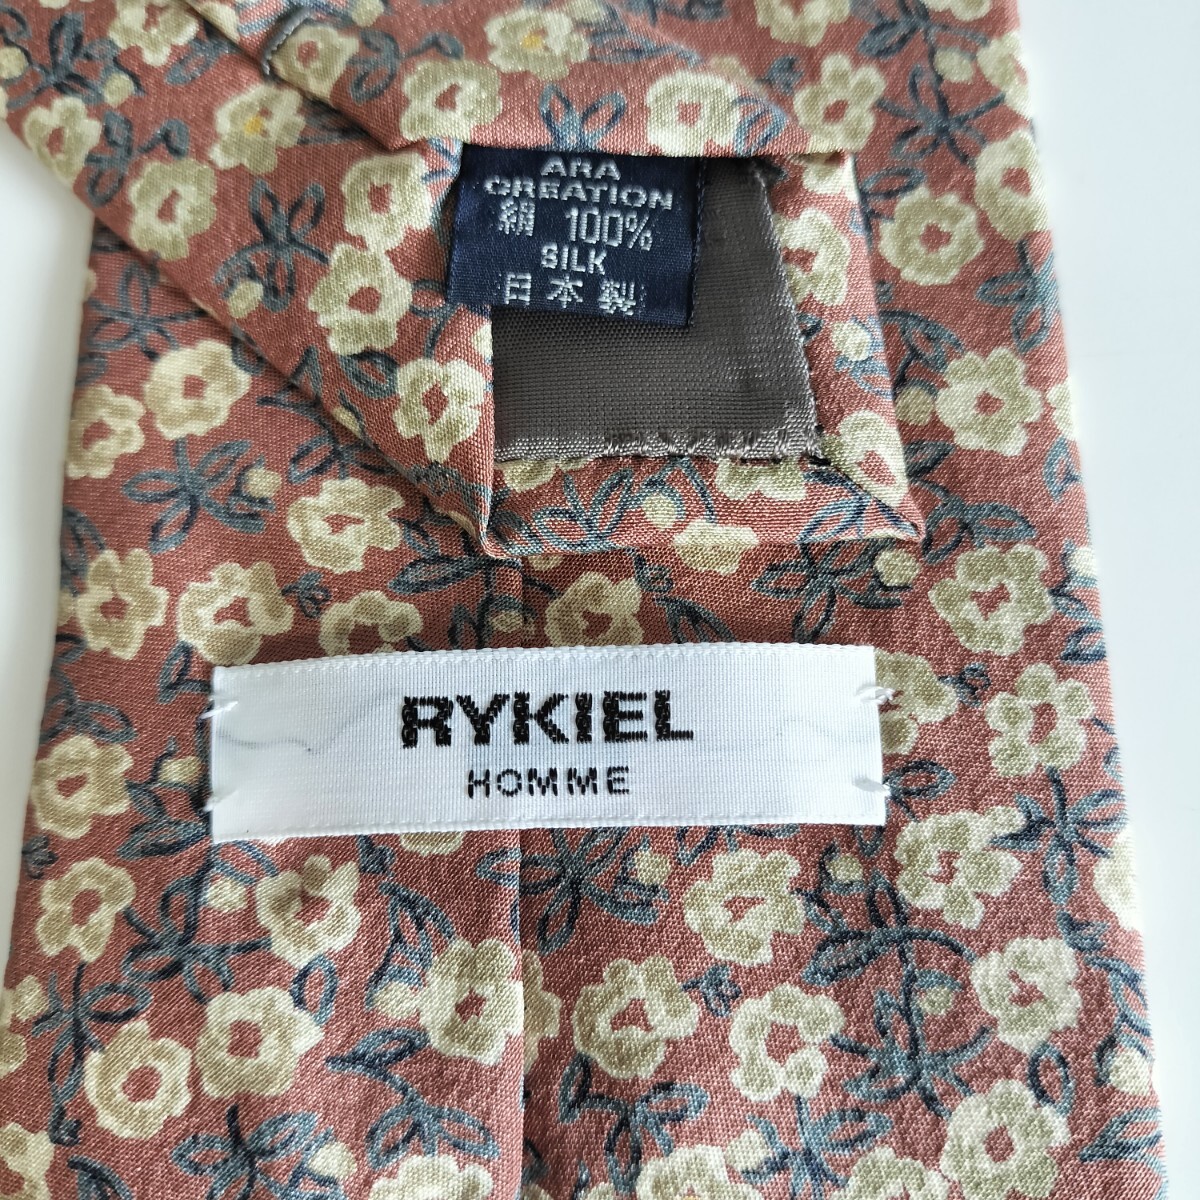 ARA
CREATION
絹 100%
SILK
日本製
RYKIEL
HOMME